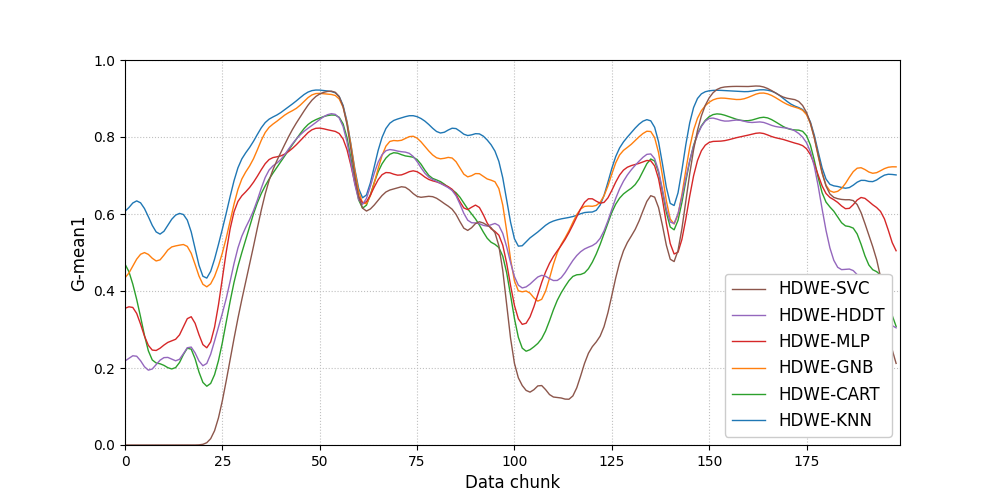 1.0
0.8
0.6
0.4
0.2
0.0
G-mean1
0
25
50
75
100
125
150
175
Data chunk
HDWE-SVC
HDWE-HDDT
HDWE-MLP
HDWE-GNB
HDWE-CART
HDWE-KNN